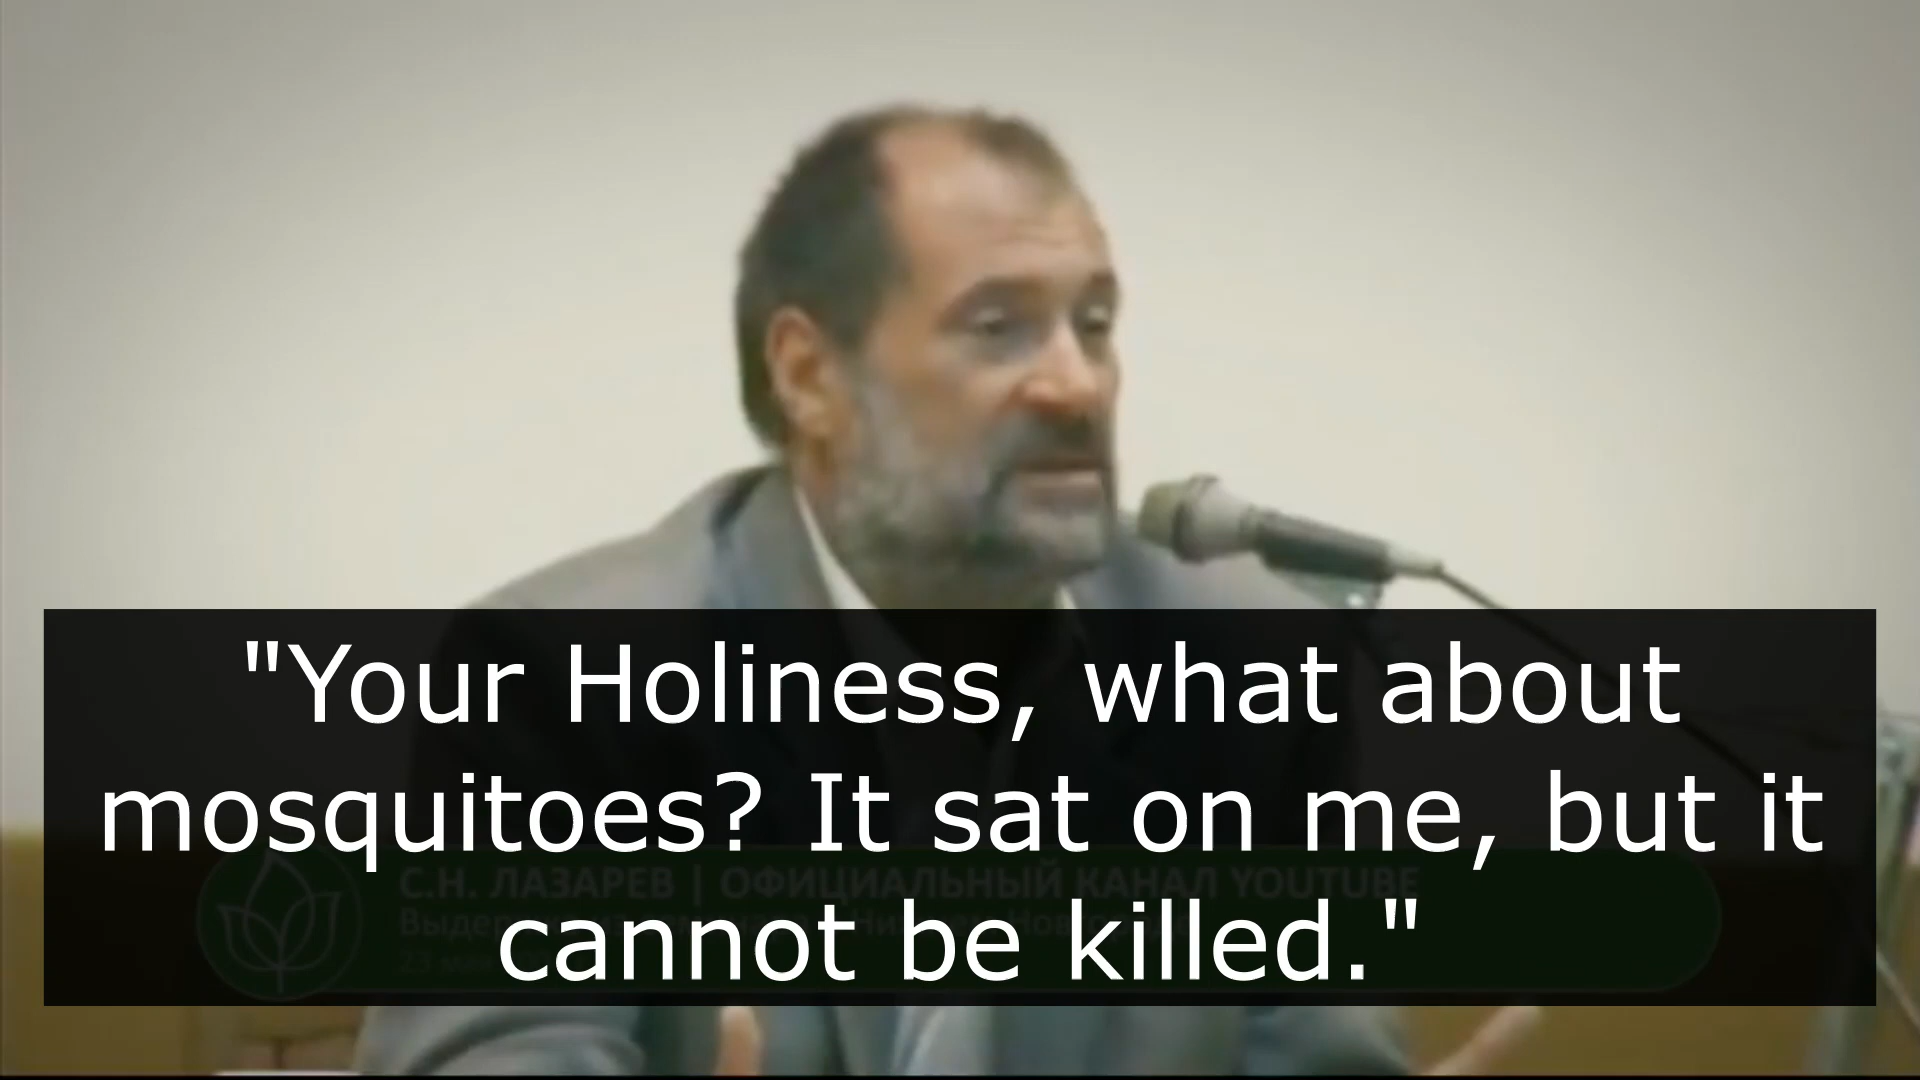 "Your Holiness, what about
mosquitoes? It sat on me, but it
cannot be killed."
С.Н. ЛАЗАРЕВ | ОФИЦИАЛЬНЫЙ КАНАЛ YOUTUBE